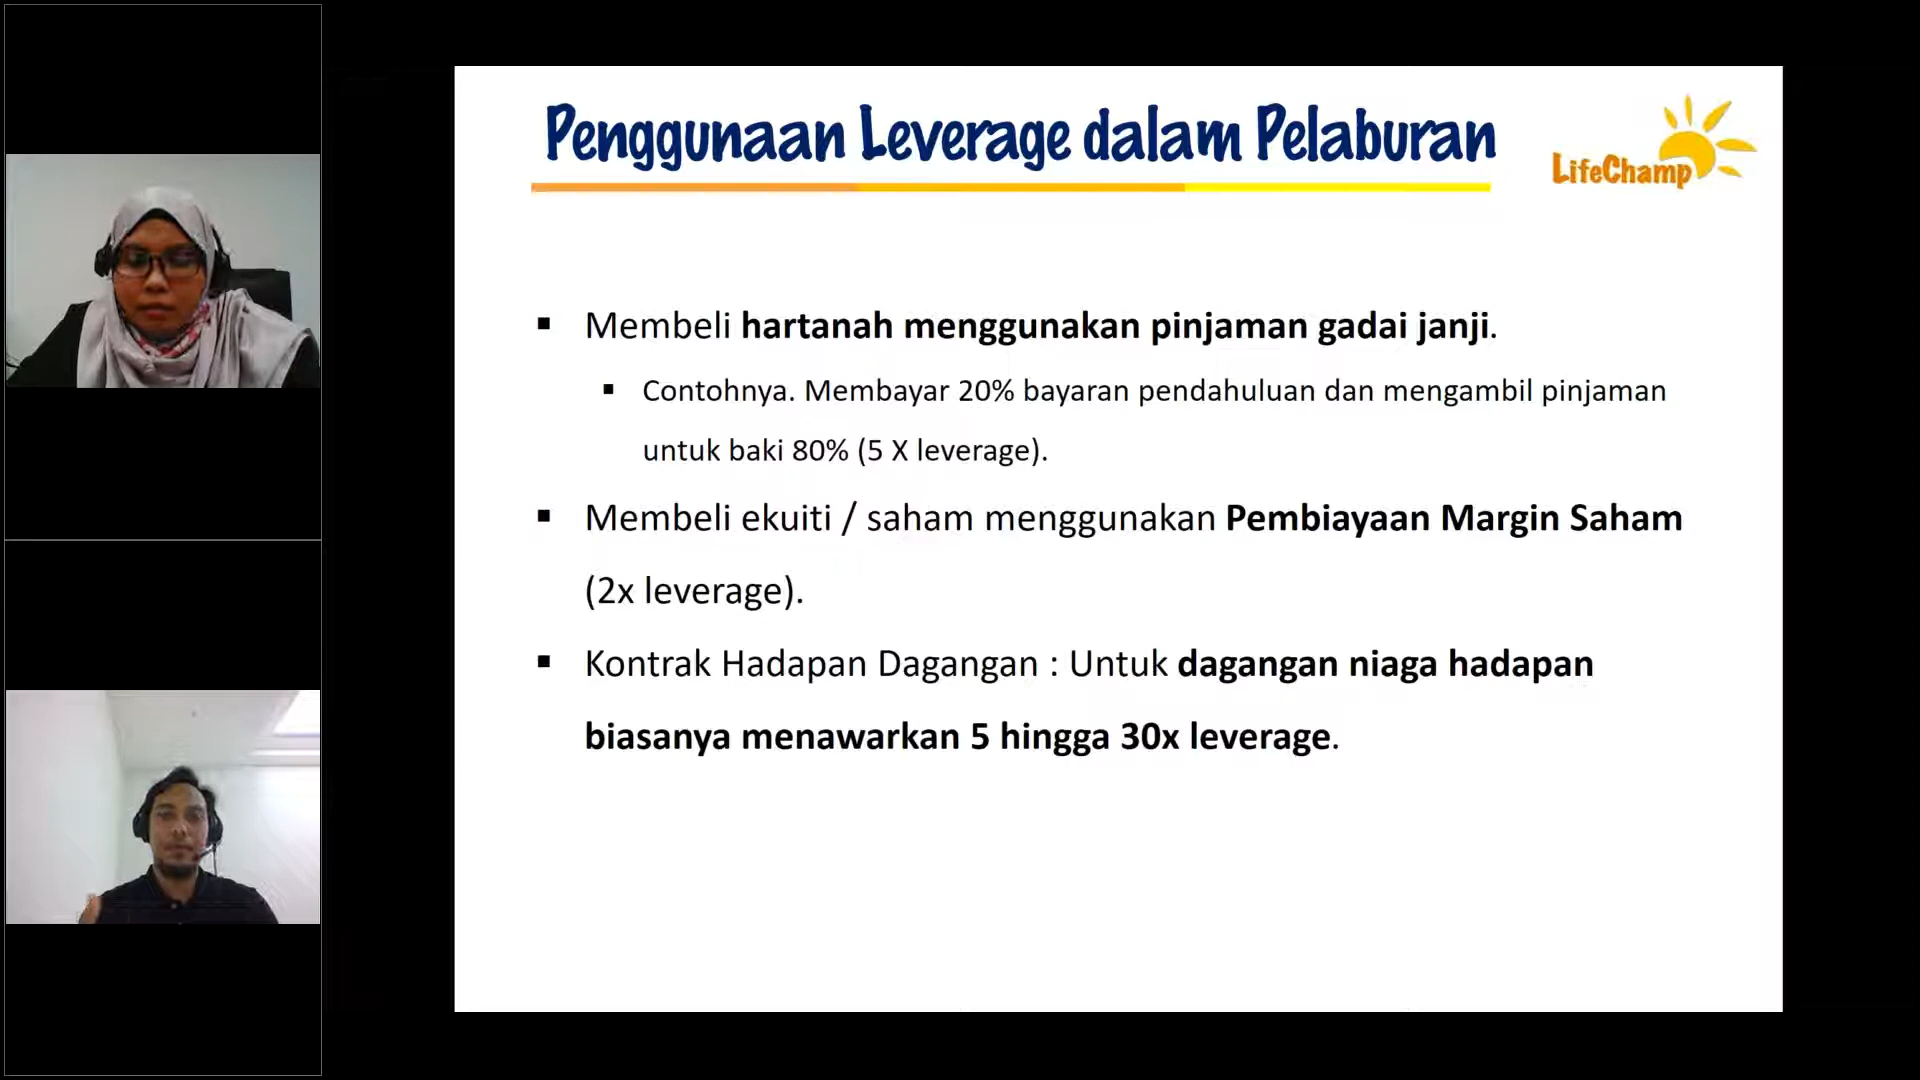 Penggunaan Leverage dalam Pelaburan
LifeChamp
Membeli hartanah menggunakan pinjaman gadai janji.
Contohnya. Membayar 20% bayaran pendahuluan dan mengambil pinjaman
untuk baki 80% (5 X leverage).
Membeli ekuiti / saham menggunakan Pembiayaan Margin Saham
(2x leverage).
Kontrak Hadapan Dagangan : Untuk dagangan niaga hadapan
biasanya menawarkan 5 hingga 30x leverage.